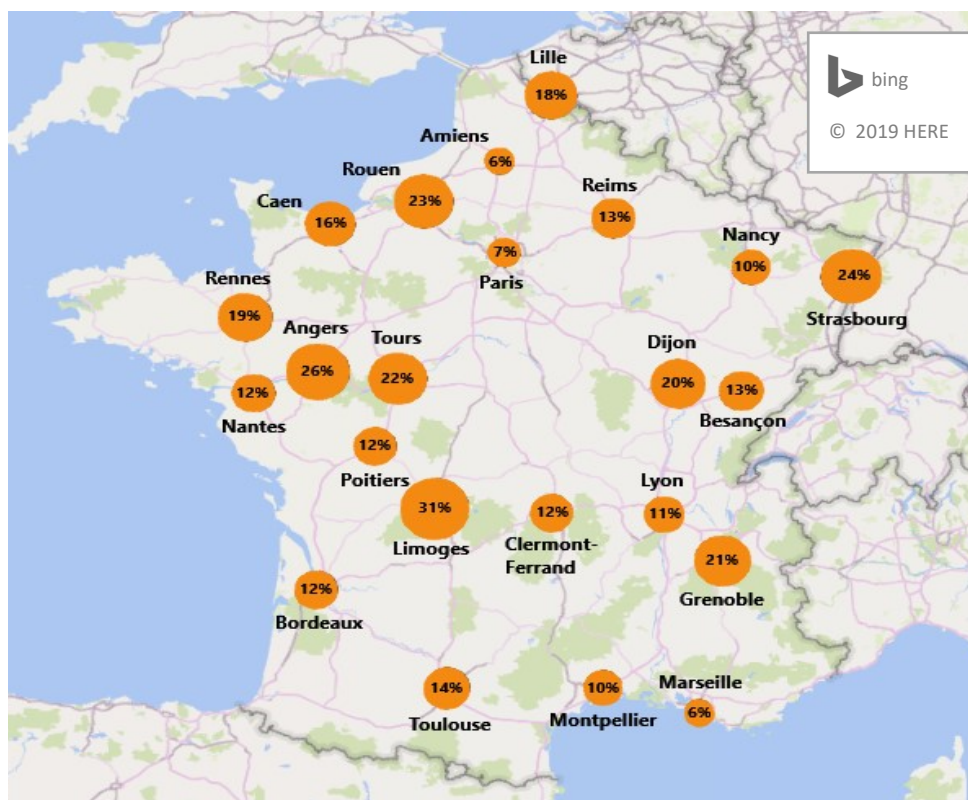 Lille
18%
bing
© 2019 HERE
Amiens
6%
Rouen
23%
Reims
13%
Caen
16%
Nancy
10%
7%
Paris
24%
Strasbourg
Rennes
19%
Angers
26%
Tours
22%
Dijon
20%
13%
Besançon
12%
Nantes
12%
Poitiers
31%
Limoges
12%
Clermont-
Ferrand
Lyon
11%
21%
Grenoble
12%
Bordeaux
14%
Toulouse
10%
Montpellier
Marseille
6%